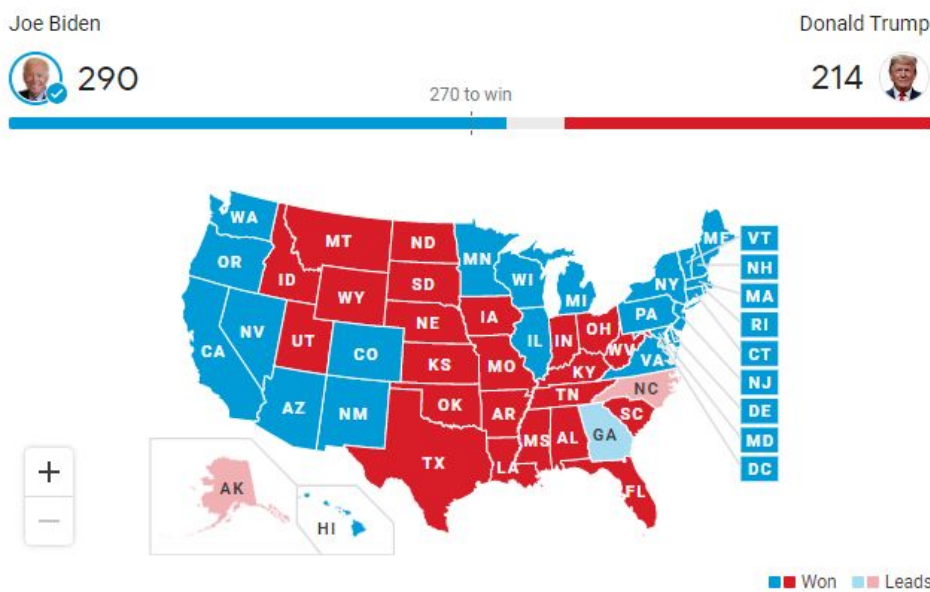 Joe Biden
Donald Trump
290
214
270 to win
WA
MT
ND
MN
ME
VT
OR
ID
SD
WI
NY
NH
WY
MI
MA
NE
IA
PA
RI
NV
UT
CO
IL
IN
OH
CT
CA
KS
MO
WV
VA
NJ
KY
NC
DE
AZ
NM
OK
AR
TN
SC
MD
TX
MS
AL
GA
DC
LA
FL
AK
HI
+
−
Won
Leads